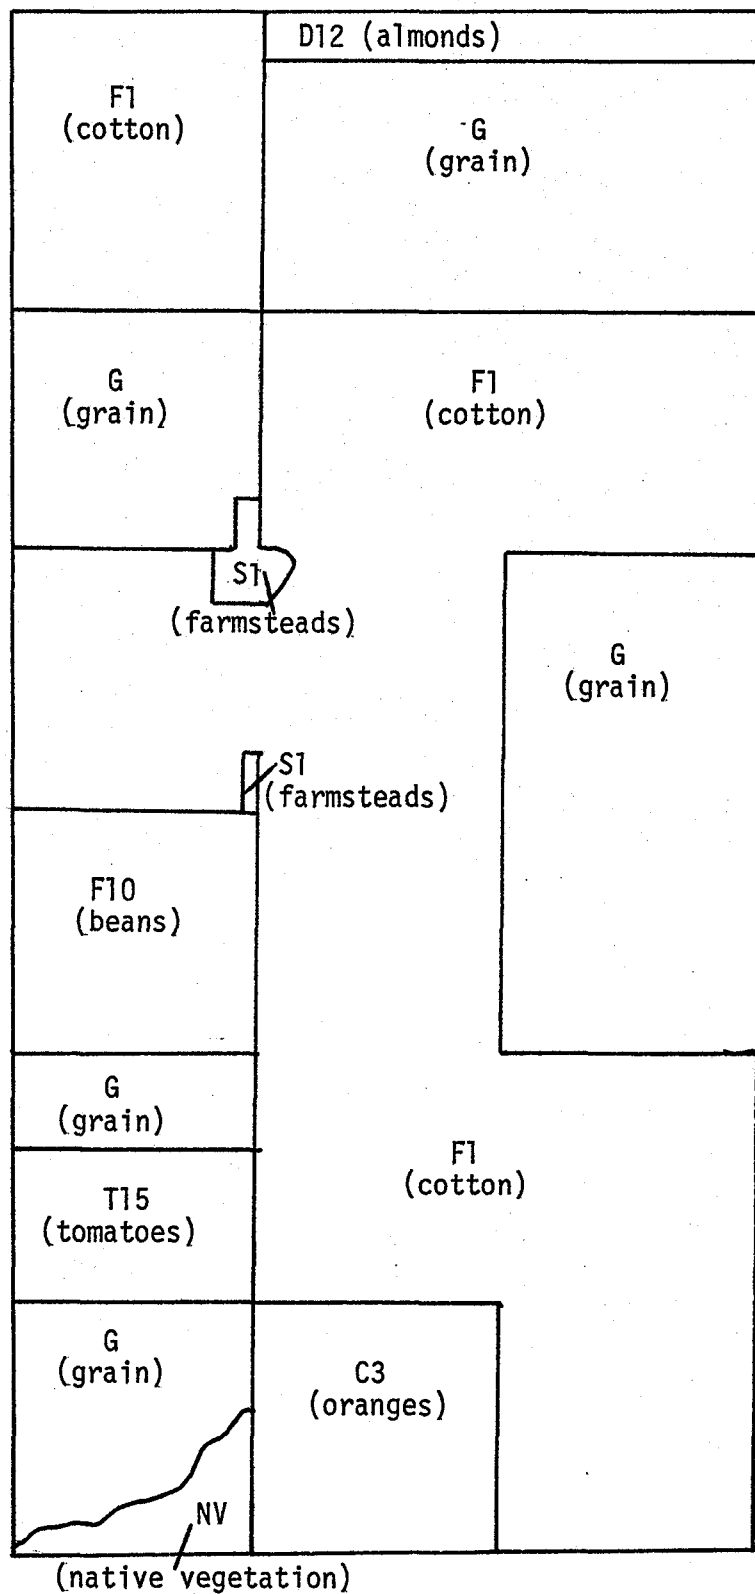 D12 (almonds)
F1
(cotton)
G
(grain)
G
(grain)
F1
(cotton)
S1
(farmsteads)
G
(grain)
S1
(farmsteads)
F10
(beans)
G
(grain)
F1
(cotton)
T15
(tomatoes)
G
(grain)
C3
(oranges)
NV
(native vegetation)